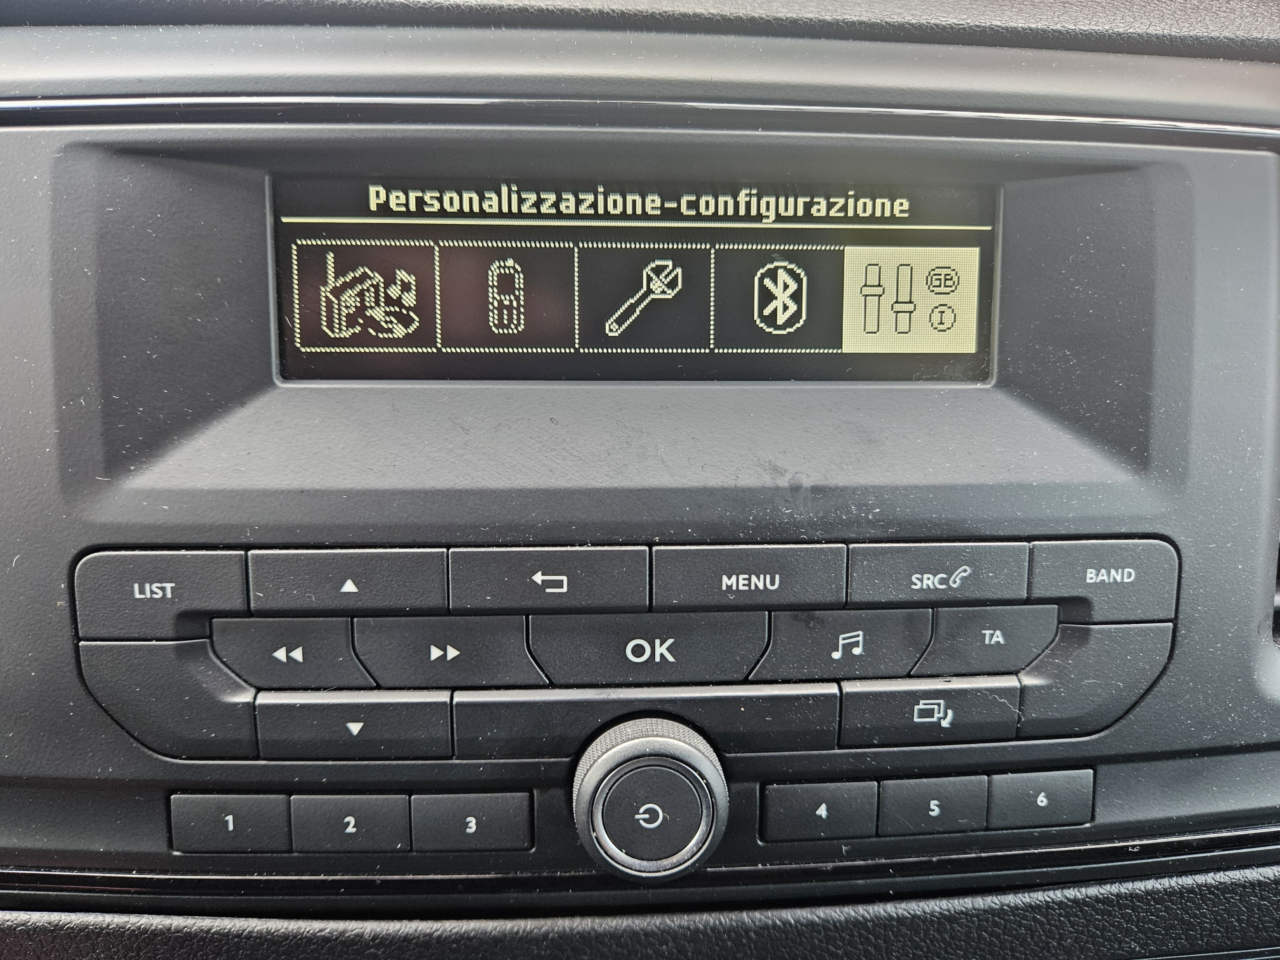 Personalizzazione-configurazione
GB
I
LIST
MENU
SRC
BAND
OK
TA
1
2
3
4
5
6